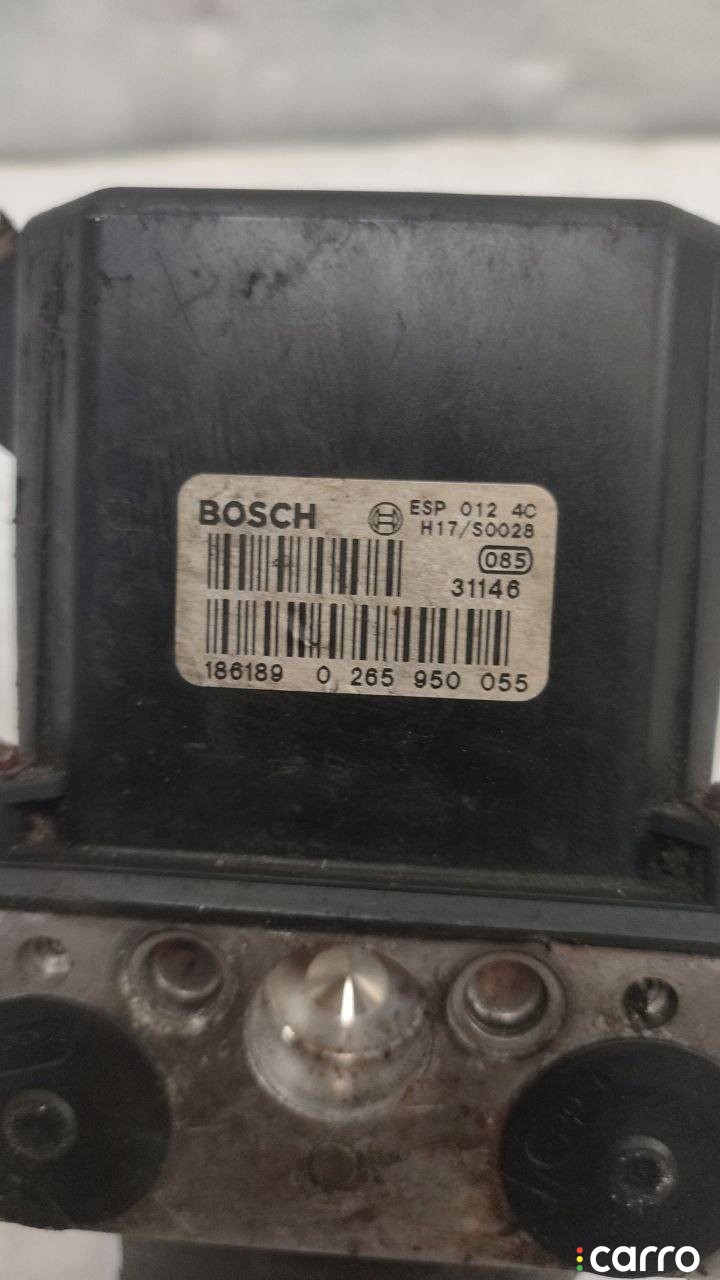 BOSCH ESP 012 4C
H17/S0028
085
31146
186189 0 265 950 055
carro